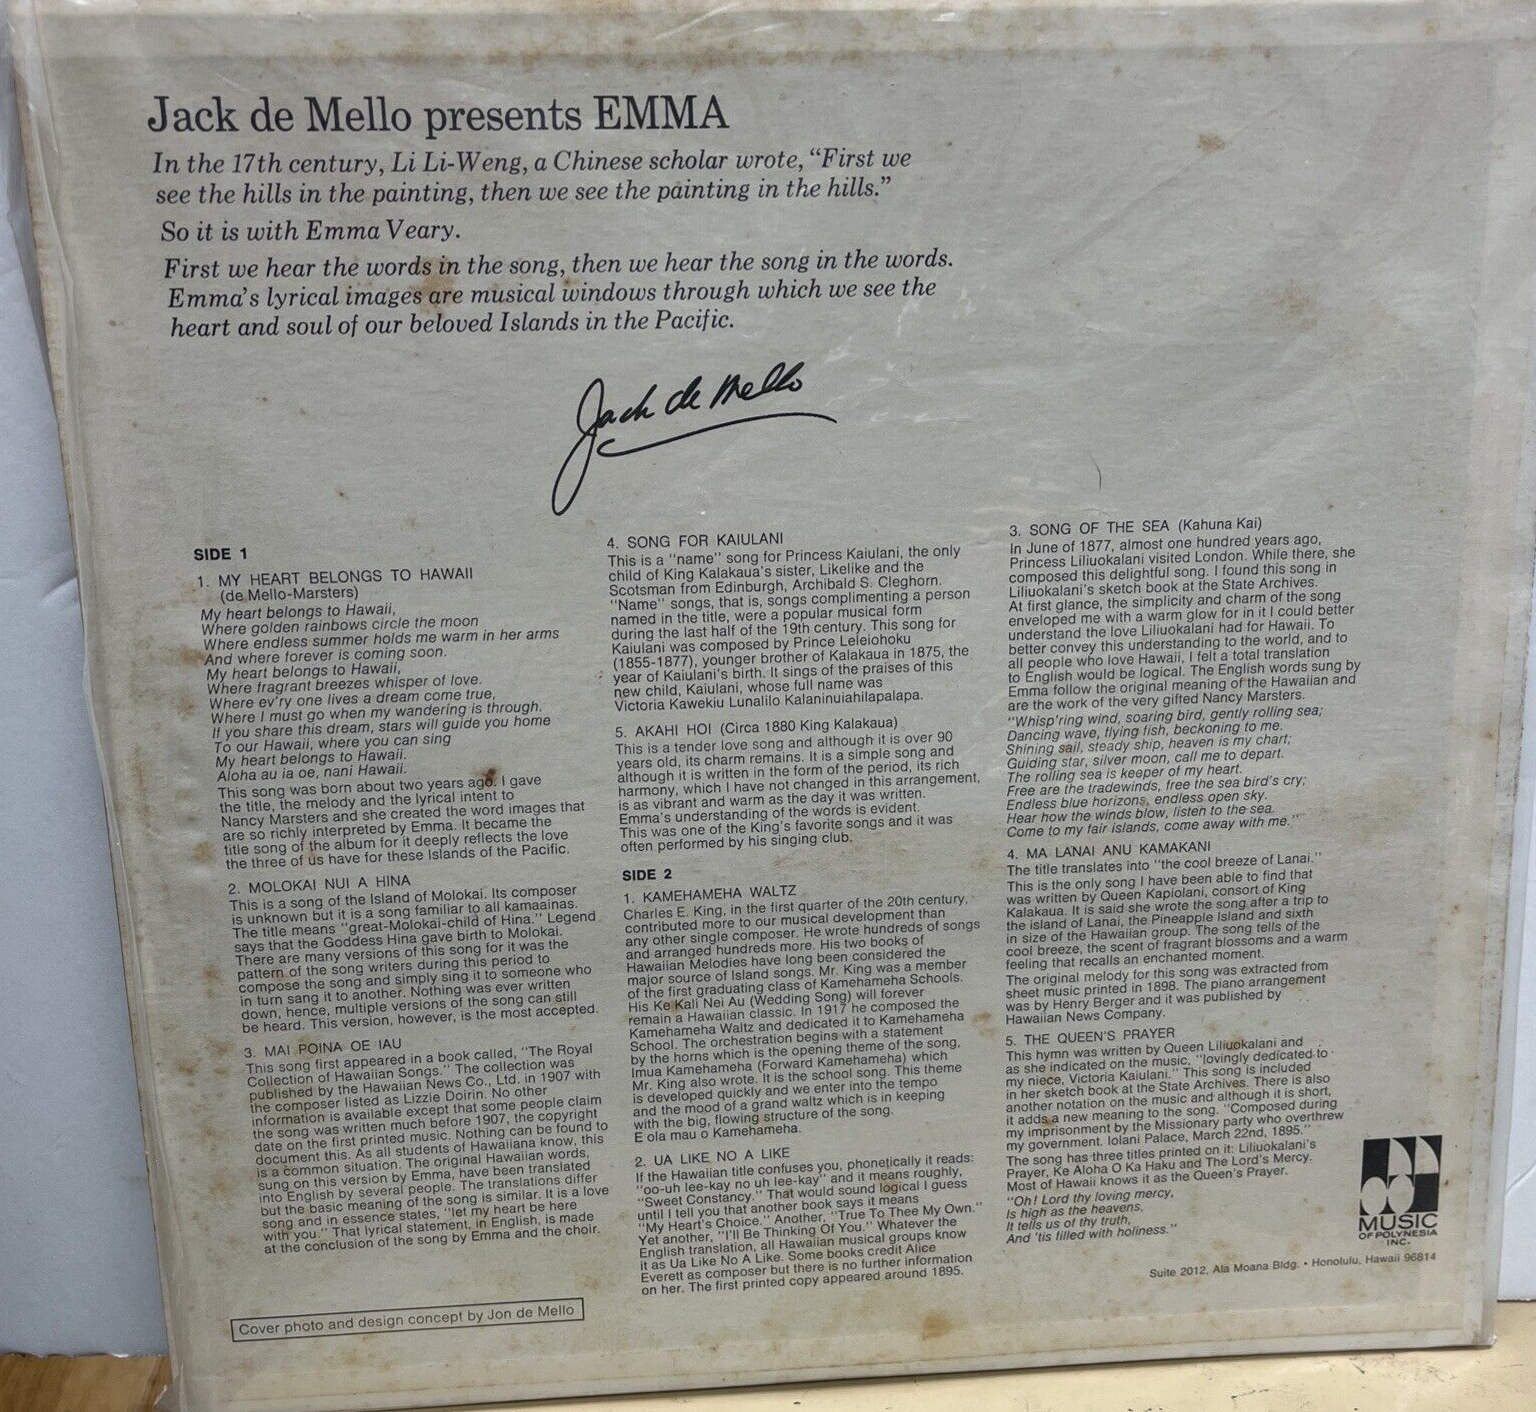 Jack de Mello presents EMMA
In the 17th century, Li Li-Weng, a Chinese scholar wrote, "First we
see the hills in the painting, then we see the painting in the hills."
So it is with Emma Veary.
First we hear the words in the song, then we hear the song in the words.
Emma's lyrical images are musical windows through which we see the
heart and soul of our beloved Islands in the Pacific.
Jack de Mello
SIDE 1
1. MY HEART BELONGS TO HAWAII
(de Mello-Marsters)
My heart belongs to Hawaii,
Where golden rainbows circle the moon
Where endless summer holds me warm in her arms
And where forever is coming soon.
My heart belongs to Hawaii,
Where fragrant breezes whisper of love.
Where ev'ry one lives a dream come true,
Where I must go when my wandering is through.
If you share this dream, stars will guide you home
To our Hawaii, where you can sing
My heart belongs to Hawaii.
Aloha au ia oe, nani Hawaii.
This song was born about two years ago. I gave
the title, the melody and the lyrical intent to
Nancy Marsters and she created the word images that
are so richly interpreted by Emma. It became the
title song of the album for it deeply reflects the love
the three of us have for these Islands of the Pacific.
2. MOLOKAI NUI A HINA
This is a song of the Island of Molokai. Its composer
is unknown but it is a song familiar to all kamaainas.
The title means "great-Molokai-child of Hina." Legend
says that the Goddess Hina gave birth to Molokai.
There are many versions of this song for it was the
pattern of the song writers during this period to
compose the song and simply sing it to someone who
in turn sang it to another. Nothing was ever written
down, hence, multiple versions of the song can still
be heard. This version, however, is the most accepted.
3. MAI POINA OE IAU
This song first appeared in a book called, "The Royal
Collection of Hawaiian Songs." The collection was
published by the Hawaiian News Co., Ltd. in 1907 with
the composer listed as Lizzie Doirin. No other
information is available except that some people claim
the song was written much before 1907, the copyright
date on the first printed music. Nothing can be found to
document this. As all students of Hawaiiana know, this
is a common situation. The original Hawaiian words,
sung on this version by Emma, have been translated
into English by several people. The translations differ
but the basic meaning of the song is similar. It is a love
song and in essence states, "let my heart be here
with you." That lyrical statement, in English, is made
at the conclusion of the song by Emma and the choir.
Cover photo and design concept by Jon de Mello
4. SONG FOR KAIULANI
This is a "name" song for Princess Kaiulani, the only
child of King Kalakaua's sister, Likelike and the
Scotsman from Edinburgh, Archibald S. Cleghorn.
"Name" songs, that is, songs complimenting a person
named in the title, were a popular musical form
during the last half of the 19th century. This song for
Kaiulani was composed by Prince Leleiohoku
(1855-1877), younger brother of Kalakaua in 1875, the
year of Kaiulani's birth. It sings of the praises of this
new child, Kaiulani, whose full name was
Victoria Kawekiu Lunalilo Kalaninuiahilapalapa.
5. AKAHI HOI (Circa 1880 King Kalakaua)
This is a tender love song and although it is over 90
years old, its charm remains. It is a simple song and
although it is written in the form of the period, its rich
harmony, which I have not changed in this arrangement,
is as vibrant and warm as the day it was written.
Emma's understanding of the words is evident.
This was one of the King's favorite songs and it was
often performed by his singing club.
SIDE 2
1. KAMEHAMEHA WALTZ
Charles E. King, in the first quarter of the 20th century,
contributed more to our musical development than
any other single composer. He wrote hundreds of songs
and arranged hundreds more. His two books of
Hawaiian Melodies have long been considered the
major source of Island songs. Mr. King was a member
of the first graduating class of Kamehameha Schools.
His Ke Kali Nei Au (Wedding Song) will forever
remain a Hawaiian classic. In 1917 he composed the
Kamehameha Waltz and dedicated it to Kamehameha
School. The orchestration begins with a statement
by the horns which is the opening theme of the song,
Imua Kamehameha (Forward Kamehameha) which
Mr. King also wrote. It is the school song. This theme
is developed quickly and we enter into the tempo
and the mood of a grand waltz which is in keeping
with the big, flowing structure of the song.
E ola mau o Kamehameha.
2. UA LIKE NO A LIKE
If the Hawaiian title confuses you, phonetically it reads:
"oo-uh lee-kay no uh lee-kay" and it means roughly,
"Sweet Constancy." That would sound logical I guess
until I tell you that another book says it means
"My Heart's Choice." Another, "True To Thee My Own."
Yet another, "I'll Be Thinking Of You." Whatever the
English translation, all Hawaiian musical groups know
it as Ua Like No A Like. Some books credit Alice
Everett as composer but there is no further information
on her. The first printed copy appeared around 1895.
3. SONG OF THE SEA (Kahuna Kai)
In June of 1877, almost one hundred years ago,
Princess Liliuokalani visited London. While there, she
composed this delightful song. I found this song in
Liliuokalani's sketch book at the State Archives.
At first glance, the simplicity and charm of the song
enveloped me with a warm glow for in it I could better
understand the love Liliuokalani had for Hawaii. To
better convey this understanding to the world, and to
all people who love Hawaii, I felt a total translation
to English would be logical. The English words sung by
Emma follow the original meaning of the Hawaiian and
are the work of the very gifted Nancy Marsters.
"Whisp'ring wind, soaring bird, gently rolling sea;
Dancing wave, flying fish, beckoning to me.
Shining sail, steady ship, heaven is my chart;
Guiding star, silver moon, call me to depart.
The rolling sea is keeper of my heart.
Free are the tradewinds, free the sea bird's cry;
Endless blue horizons, endless open sky.
Hear how the winds blow, listen to the sea.
Come to my fair islands, come away with me."
4. MA LANAI ANU KAMAKANI
The title translates into "the cool breeze of Lanai."
This is the only song I have been able to find that
was written by Queen Kapiolani, consort of King
Kalakaua. It is said she wrote the song after a trip to
the island of Lanai, the Pineapple Island and sixth
in size of the Hawaiian group. The song tells of the
cool breeze, the scent of fragrant blossoms and a warm
feeling that recalls an enchanted moment.
The original melody for this song was extracted from
sheet music printed in 1898. The piano arrangement
was by Henry Berger and it was published by
Hawaiian News Company.
5. THE QUEEN'S PRAYER
This hymn was written by Queen Liliuokalani and
as she indicated on the music, "lovingly dedicated to
my niece, Victoria Kaiulani." This song is included
in her sketch book at the State Archives. There is also
another notation on the music and although it is short,
it adds a new meaning to the song. "Composed during
my imprisonment by the Missionary party who overthrew
my government. Iolani Palace, March 22nd, 1895."
The song has three titles printed on it: Liliuokalani's
Prayer, Ke Aloha O Ka Haku and The Lord's Mercy.
Most of Hawaii knows it as the Queen's Prayer.
"Oh! Lord thy loving mercy,
Is high as the heavens,
It tells us of thy truth,
And 'tis filled with holiness."
MUSIC
OF POLYNESIA
INC.
Suite 2012, Ala Moana Bldg. • Honolulu, Hawaii 96814